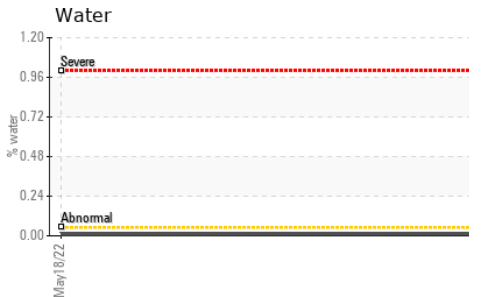 Water
1.20
Severe
0.96
0.72
% water
0.48
0.24
Abnormal
0.00
May18/22